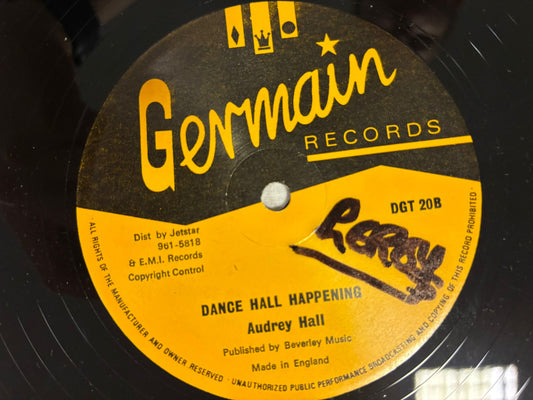 Germain
RECORDS
DGT 20B
Dist by Jetstar
961-5818
& E.M.I. Records
Copyright Control
Leroy
DANCE HALL HAPPENING
Audrey Hall
Published by Beverley Music
Made in England
· ALL RIGHTS OF THE MANUFACTURER AND OWNER RESERVED · UNAUTHORIZED PUBLIC PERFORMANCE BROADCASTING AND COPYING OF THIS RECORD PROHIBITED ·